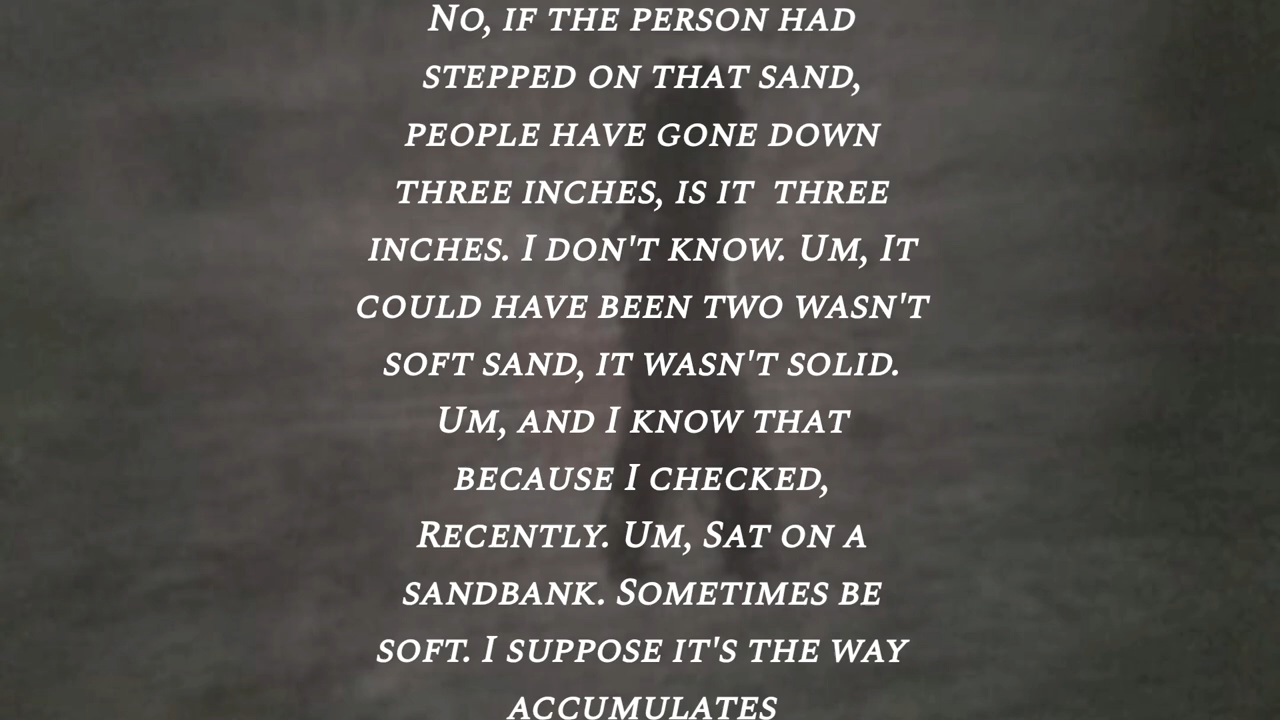 No, if the person had
stepped on that sand,
people have gone down
three inches, is it  three
inches. I don't know. Um, It
could have been two wasn't
soft sand, it wasn't solid.
Um, and I know that
because I checked,
Recently. Um, Sat on a
sandbank. Sometimes be
soft. I suppose it's the way
accumulates